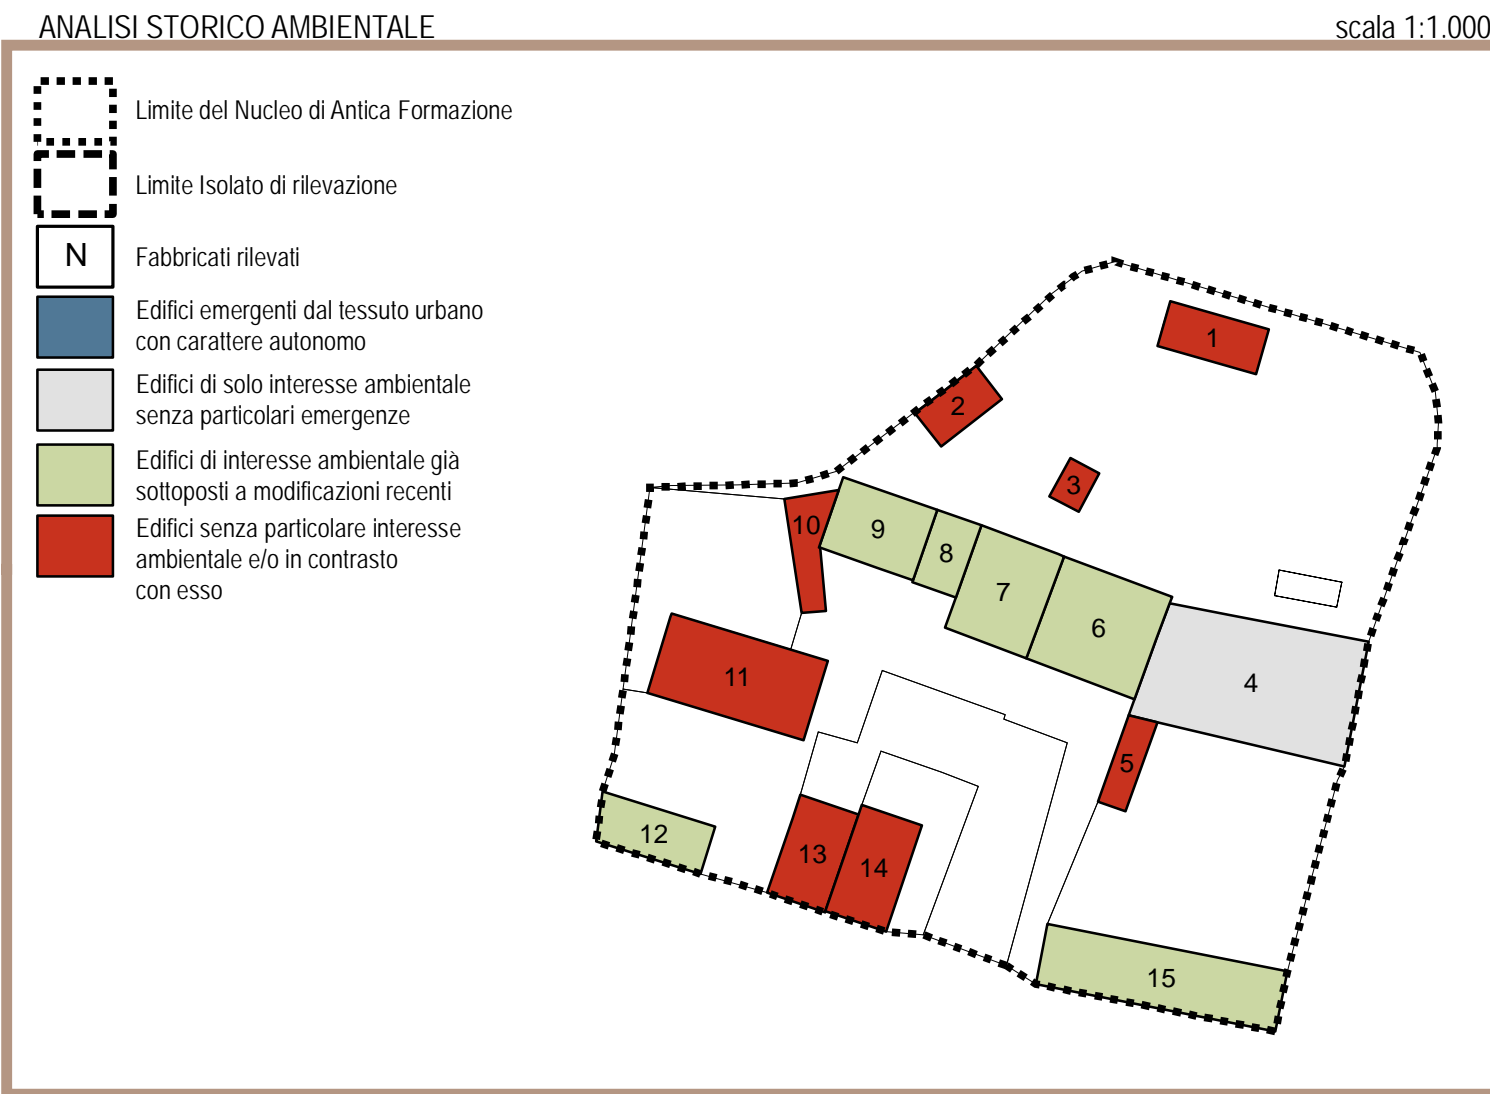 ANALISI STORICO AMBIENTALE
scala 1:1.000
Limite del Nucleo di Antica Formazione
Limite Isolato di rilevazione
N
Fabbricati rilevati
Edifici emergenti dal tessuto urbano
con carattere autonomo
Edifici di solo interesse ambientale
senza particolari emergenze
Edifici di interesse ambientale già
sottoposti a modificazioni recenti
Edifici senza particolare interesse
ambientale e/o in contrasto
con esso
1
2
3
10
9
8
7
6
11
4
5
12
13
14
15